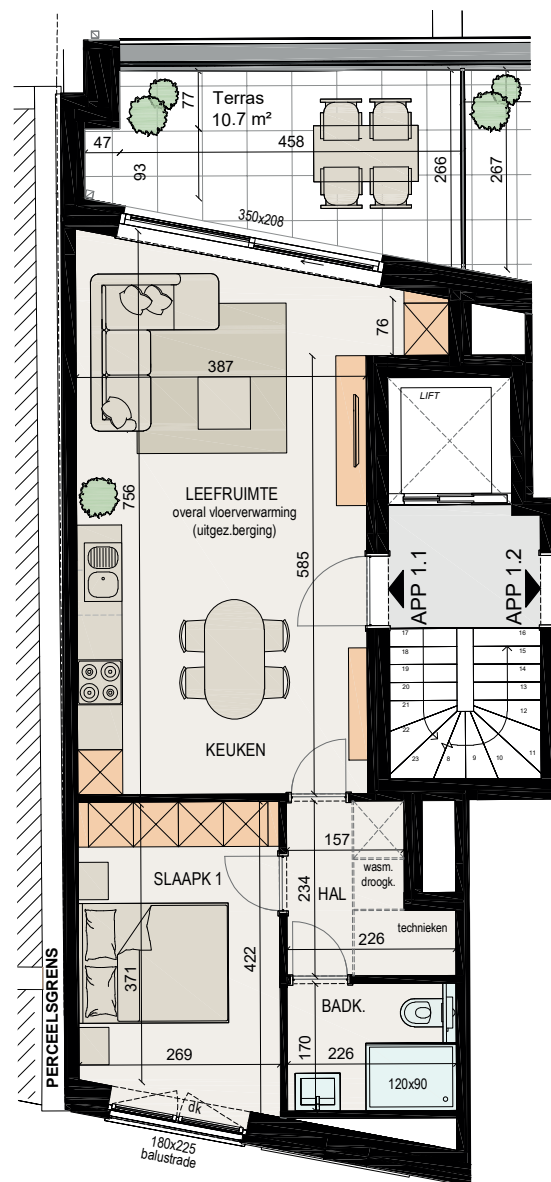 Terras
10.7 m²
77
47
93
458
266
267
350x208
76
LIFT
387
LEEFRUIMTE
overal vloerverwarming
(uitgez.berging)
756
585
APP 1.1
APP 1.2
17
18
19
20
21
22
23
8
9
10
11
12
13
14
15
16
KEUKEN
157
SLAAPK 1
234
HAL
wasm.
droogk.
technieken
226
422
371
PERCEELSGRENS
BADK.
170
269
226
120x90
dk
180x225
balustrade